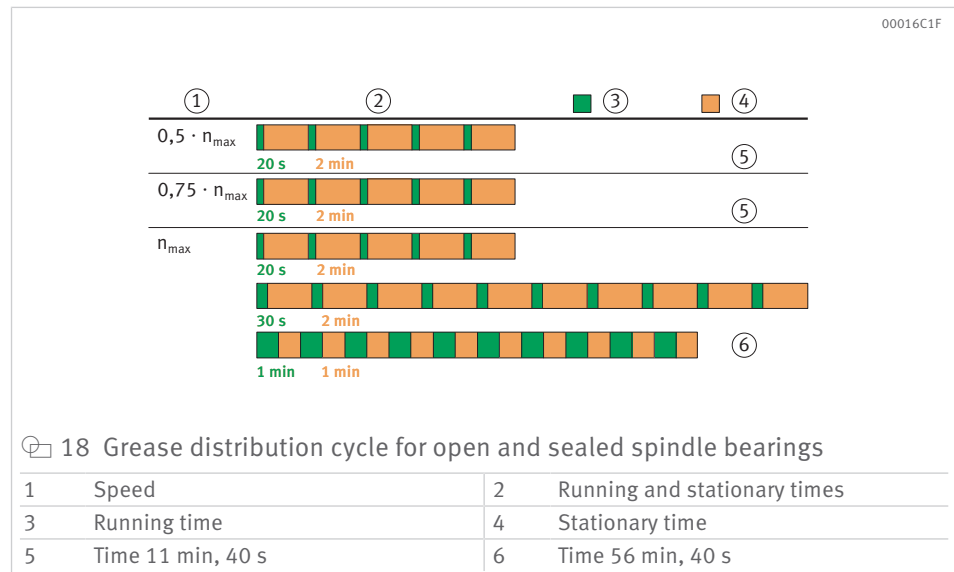 00016C1F
① ② ③ ④
0,5 · nmax
20 s 2 min ⑤
0,75 · nmax
20 s 2 min ⑤
nmax
20 s 2 min
30 s 2 min
⑥
1 min 1 min
18 Grease distribution cycle for open and sealed spindle bearings
1 Speed 2 Running and stationary times
3 Running time 4 Stationary time
5 Time 11 min, 40 s 6 Time 56 min, 40 s